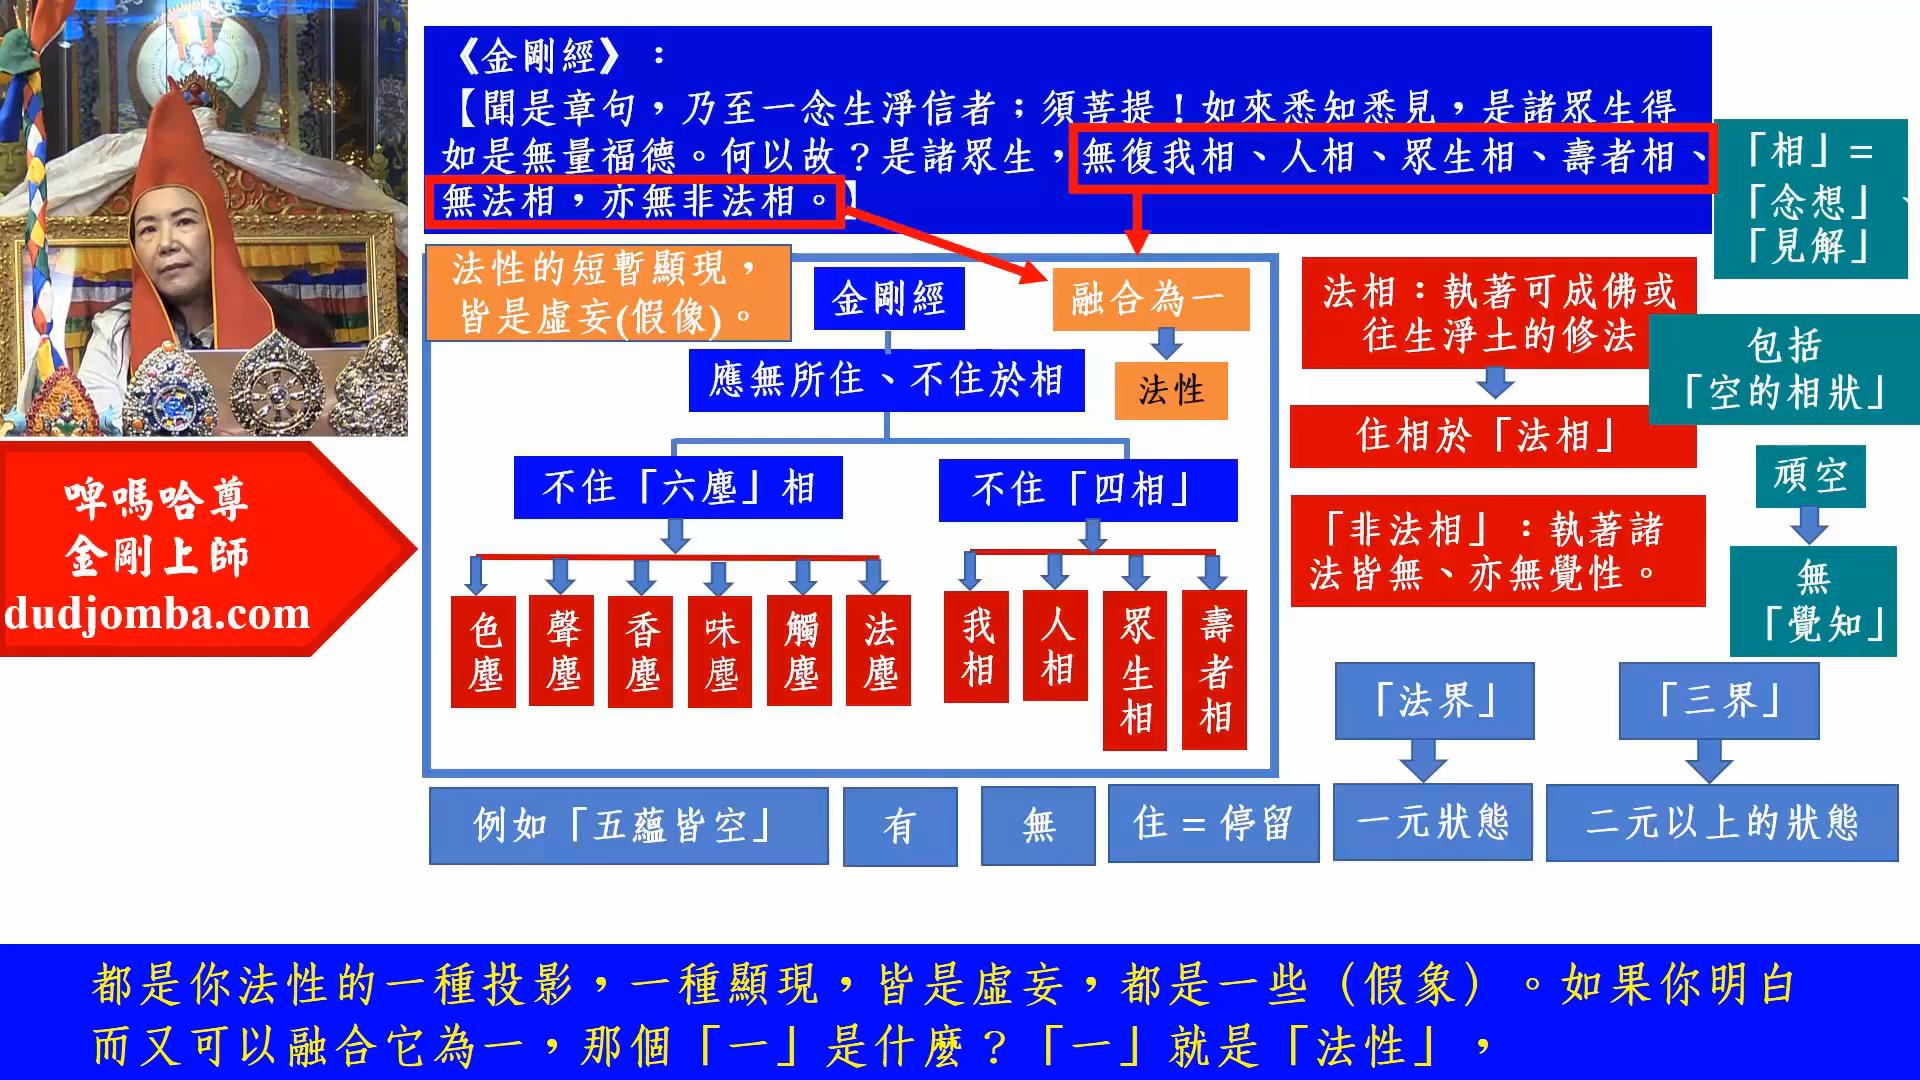 《金剛經》：
【聞是章句，乃至一念生淨信者；須菩提！如來悉知悉見，是諸眾生得
如是無量福德。何以故？是諸眾生，無復我相、人相、眾生相、壽者相、
無法相，亦無非法相。】
「相」=
「念想」、
「見解」
法性的短暫顯現，
皆是虛妄(假像)。
金剛經
融合為一
法性
應無所住、不住於相
不住「六塵」相
不住「四相」
色塵
聲塵
香塵
味塵
觸塵
法塵
我相
人相
眾生相
壽者相
法相：執著可成佛或
往生淨土的修法
包括
「空的相狀」
住相於「法相」
頑空
「非法相」：執著諸
法皆無、亦無覺性。
無
「覺知」
「法界」
「三界」
例如「五蘊皆空」
有
無
住 = 停留
一元狀態
二元以上的狀態
啤嗎哈尊
金剛上師
dudjomba.com
都是你法性的一種投影，一種顯現，皆是虛妄，都是一些（假象）。如果你明白
而又可以融合它為一，那個「一」是什麼？「一」就是「法性」，